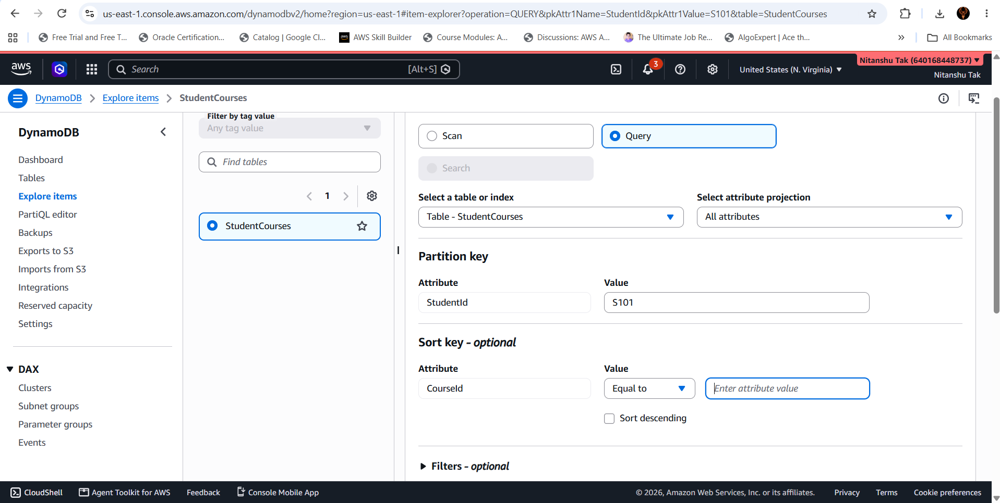 us-east-1.console.aws.amazon.com/dynamodbv2/home?region=us-east-1#item-explorer?operation=QUERY&pkAttr1Name=StudentId&pkAttr1Value=S101&table=StudentCourses
Free Trial and Free T...
Oracle Certification...
Catalog | Google Cl...
aws
AWS Skill Builder
Course Modules: A...
Discussions: AWS A...
The Ultimate Job Re...
AlgoExpert | Ace th...
All Bookmarks
aws
Search
[Alt+S]
3
United States (N. Virginia)
Nitanshu Tak (640168448737)
Nitanshu Tak
DynamoDB
Explore items
StudentCourses
DynamoDB
Dashboard
Tables
Explore items
PartiQL editor
Backups
Exports to S3
Imports from S3
Integrations
Reserved capacity
Settings
DAX
Clusters
Subnet groups
Parameter groups
Events
Filter by tag value
Any tag value
Find tables
1
StudentCourses
Scan
Query
Search
Select a table or index
Table - StudentCourses
Select attribute projection
All attributes
Partition key
Attribute
Value
StudentId
S101
Sort key - optional
Attribute
Value
CourseId
Equal to
Enter attribute value
Sort descending
Filters - optional
CloudShell
Agent Toolkit for AWS
Feedback
Console Mobile App
© 2026, Amazon Web Services, Inc. or its affiliates.
Privacy
Terms
Cookie preferences